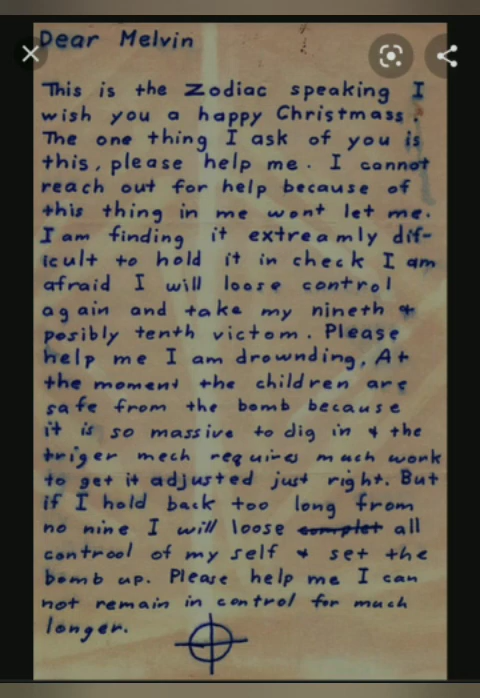 Dear Melvin
This is the Zodiac speaking I
wish you a happy Christmass.
The one thing I ask of you is
this, please help me. I cannot
reach out for help because of
this thing in me wont let me.
I am finding it extreamly dif-
icult to hold it in check I am
afraid I will loose control
again and take my nineth &
posibly tenth victom. Please
help me I am drownding. At
the moment the children are
safe from the bomb because
it is so massive to dig in & the
triger mech requires much work
to get it adjusted just right. But
if I hold back too long from
no nine I will loose complet all
controol of my self & set the
bomb up. Please help me I can
not remain in control for much
longer.